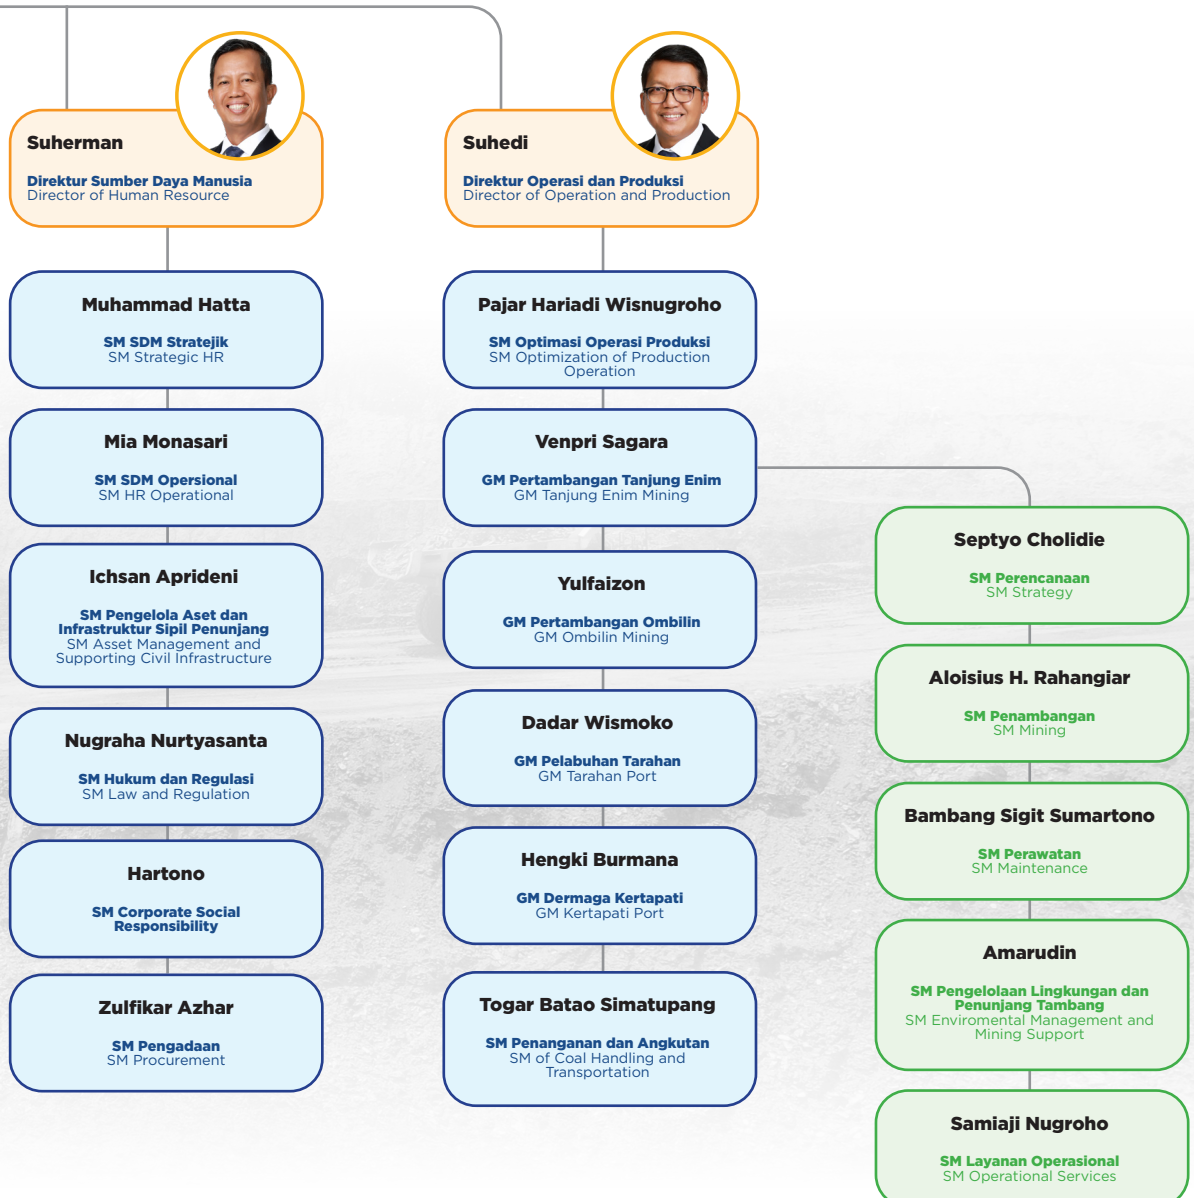 Suherman
Direktur Sumber Daya Manusia
Director of Human Resource
Muhammad Hatta
SM SDM Stratejik
SM Strategic HR
Mia Monasari
SM SDM Opersional
SM HR Operational
Ichsan Aprideni
SM Pengelola Aset dan
Infrastruktur Sipil Penunjang
SM Asset Management and
Supporting Civil Infrastructure
Nugraha Nurtyasanta
SM Hukum dan Regulasi
SM Law and Regulation
Hartono
SM Corporate Social
Responsibility
Zulfikar Azhar
SM Pengadaan
SM Procurement
Suhedi
Direktur Operasi dan Produksi
Director of Operation and Production
Pajar Hariadi Wisnugroho
SM Optimasi Operasi Produksi
SM Optimization of Production
Operation
Venpri Sagara
GM Pertambangan Tanjung Enim
GM Tanjung Enim Mining
Yulfaizon
GM Pertambangan Ombilin
GM Ombilin Mining
Dadar Wismoko
GM Pelabuhan Tarahan
GM Tarahan Port
Hengki Burmana
GM Dermaga Kertapati
GM Kertapati Port
Togar Batao Simatupang
SM Penanganan dan Angkutan
SM of Coal Handling and
Transportation
Septyo Cholidie
SM Perencanaan
SM Strategy
Aloisius H. Rahangiar
SM Penambangan
SM Mining
Bambang Sigit Sumartono
SM Perawatan
SM Maintenance
Amarudin
SM Pengelolaan Lingkungan dan
Penunjang Tambang
SM Enviromental Management and
Mining Support
Samiaji Nugroho
SM Layanan Operasional
SM Operational Services